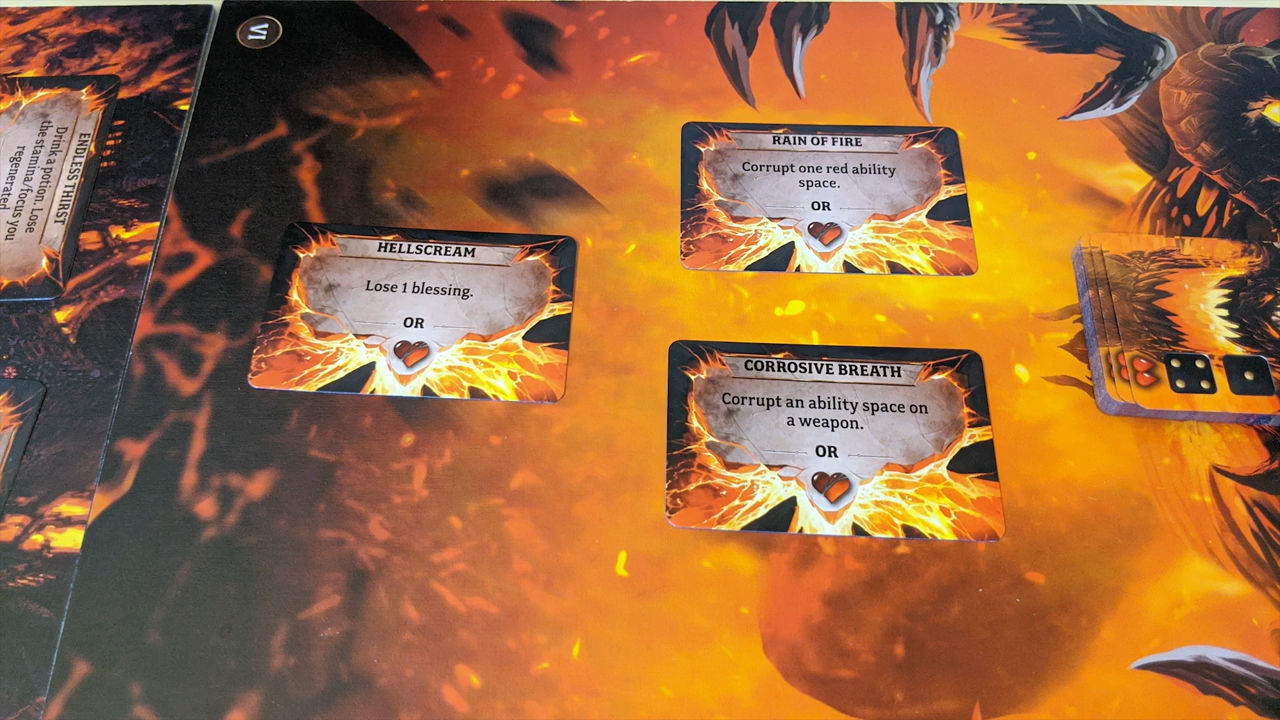 VI
ENDLESS THIRST
Drink a potion. Lose
the stamina/focus you
regenerated
HELLSCREAM
Lose 1 blessing.
OR
RAIN OF FIRE
Corrupt one red ability
space.
OR
CORROSIVE BREATH
Corrupt an ability space on
a weapon.
OR